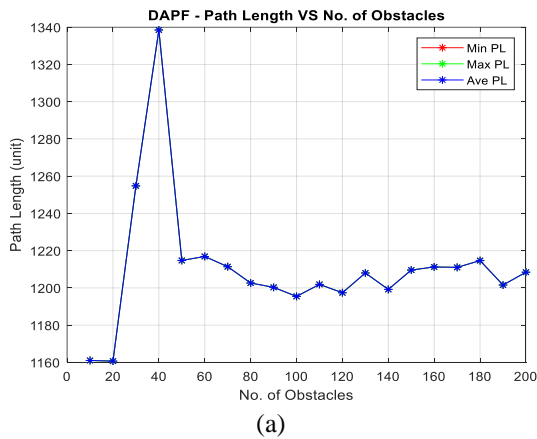 DAPF - Path Length VS No. of Obstacles
1340
1320
1300
1280
1260
1240
1220
1200
1180
1160
Path Length (unit)
Min PL
Max PL
Ave PL
0 20 40 60 80 100 120 140 160 180 200
No. of Obstacles
(a)